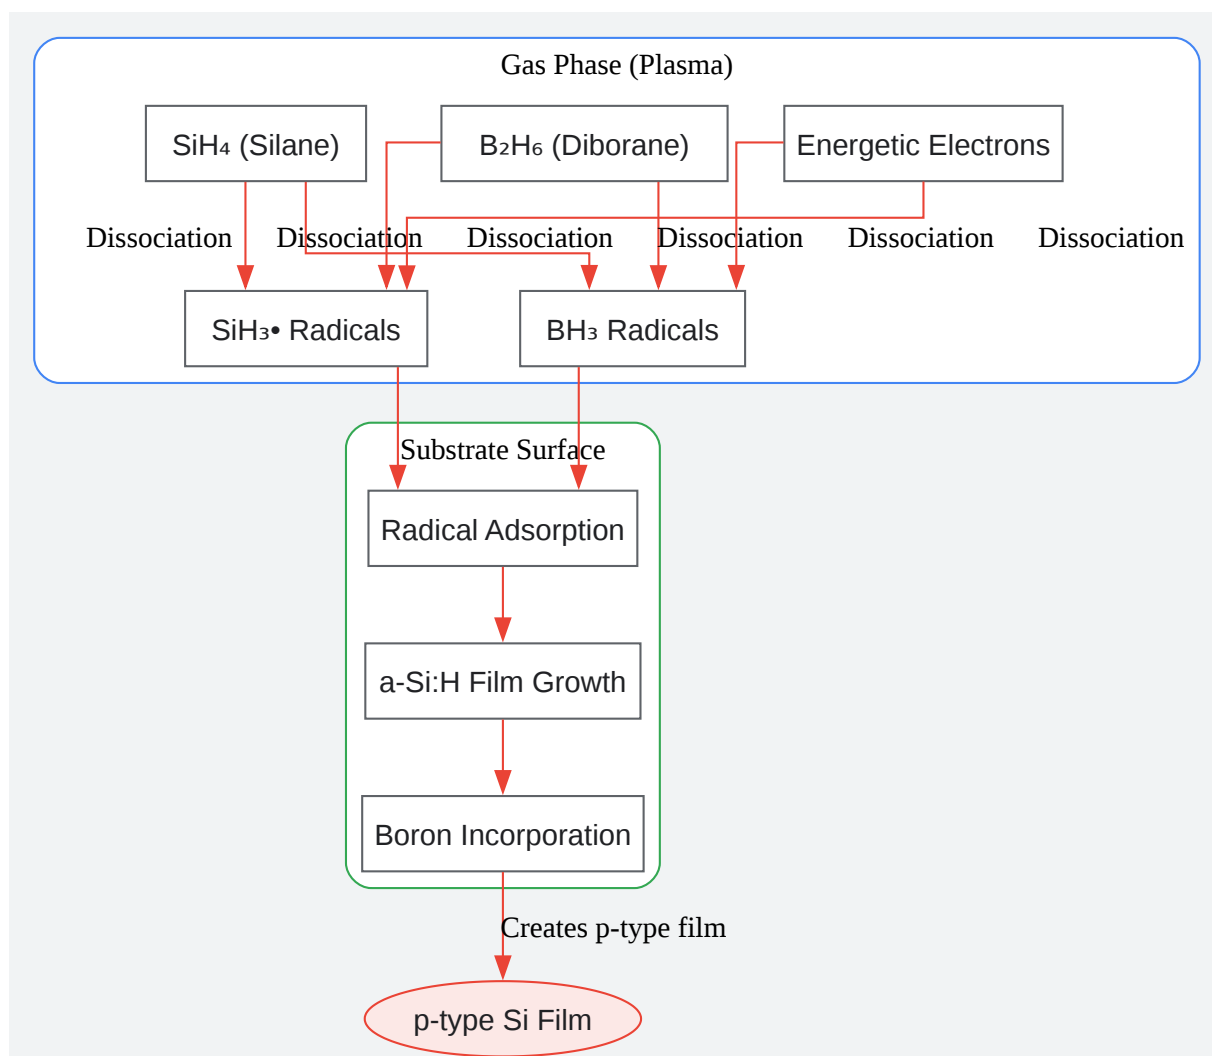 Gas Phase (Plasma)
SiH₄ (Silane)
B₂H₆ (Diborane)
Energetic Electrons
Dissociation
Dissociation
Dissociation
Dissociation
Dissociation
Dissociation
SiH₃• Radicals
BH₃ Radicals
Substrate Surface
Radical Adsorption
a-Si:H Film Growth
Boron Incorporation
Creates p-type film
p-type Si Film